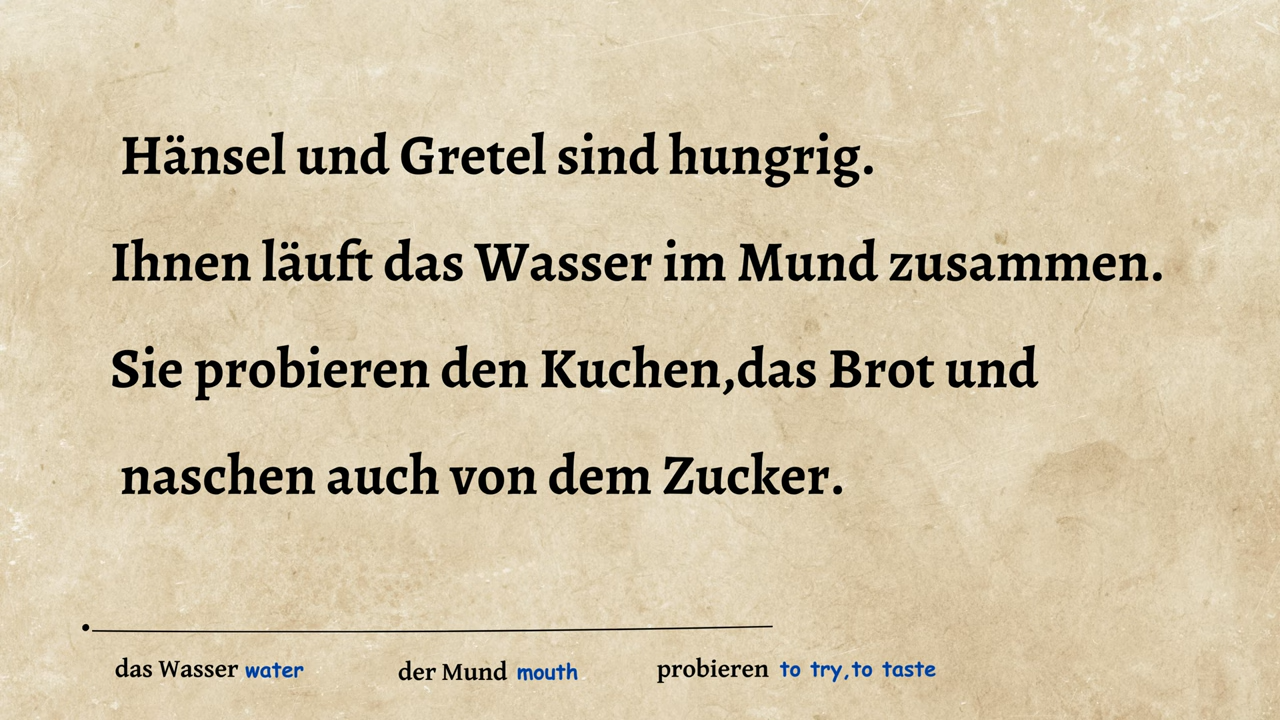 Hänsel und Gretel sind hungrig.
Ihnen läuft das Wasser im Mund zusammen.
Sie probieren den Kuchen,das Brot und
naschen auch von dem Zucker.
das Wasser water der Mund mouth probieren to try,to taste